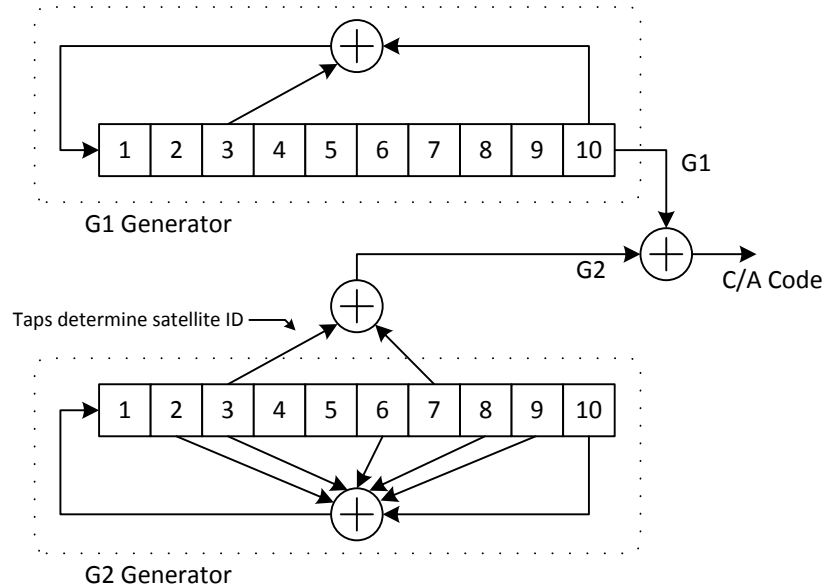 1 2 3 4 5 6 7 8 9 10
G1
G1 Generator
G2
C/A Code
Taps determine satellite ID
1 2 3 4 5 6 7 8 9 10
G2 Generator